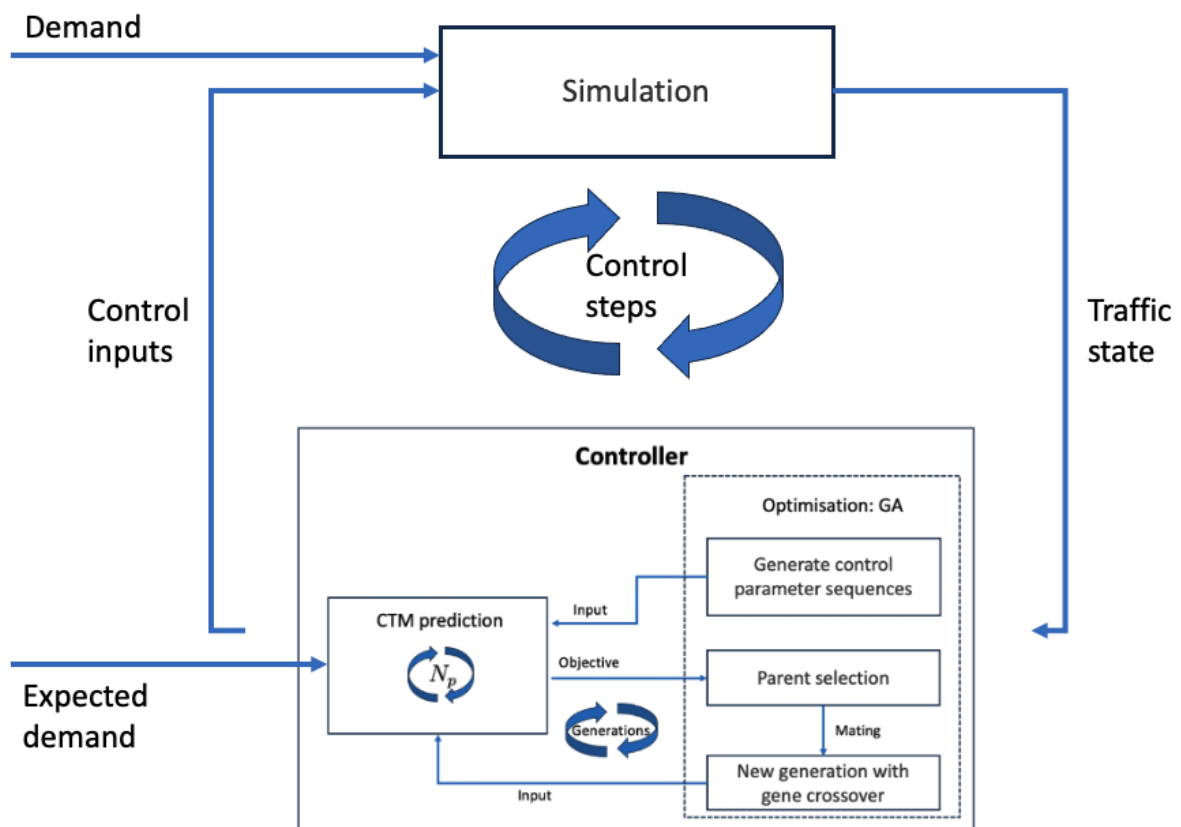 Demand
Simulation
Control
steps
Control
inputs
Traffic
state
Controller
Optimisation: GA
Generate control
parameter sequences
Input
CTM prediction
N_p
Objective
Parent selection
Generations
Mating
Expected
demand
New generation with
gene crossover
Input